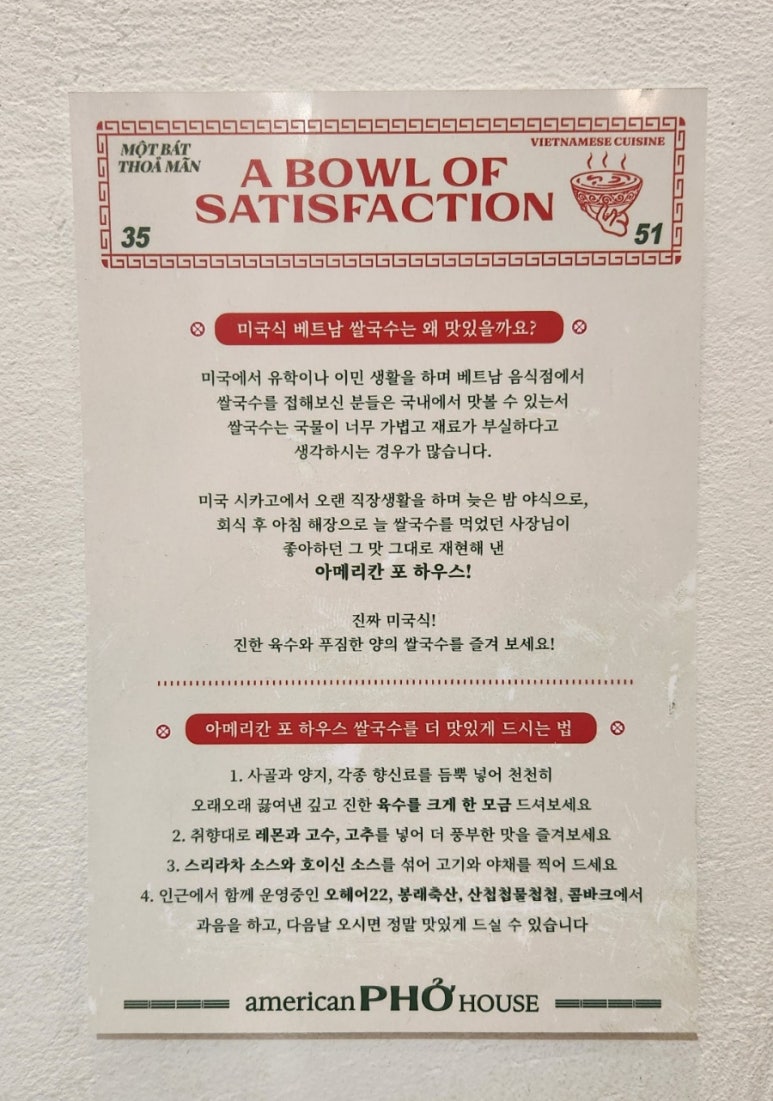 MỘT BÁT
THOẢ MÃN
VIETNAMESE CUISINE
A BOWL OF
SATISFACTION
35
51
미국식 베트남 쌀국수는 왜 맛있을까요?
미국에서 유학이나 이민 생활을 하며 베트남 음식점에서
쌀국수를 접해보신 분들은 국내에서 맛볼 수 있는서
쌀국수는 국물이 너무 가볍고 재료가 부실하다고
생각하시는 경우가 많습니다.
미국 시카고에서 오랜 직장생활을 하며 늦은 밤 야식으로,
회식 후 아침 해장으로 늘 쌀국수를 먹었던 사장님이
좋아하던 그 맛 그대로 재현해 낸
아메리칸 포 하우스!
진짜 미국식!
진한 육수와 푸짐한 양의 쌀국수를 즐겨 보세요!
아메리칸 포 하우스 쌀국수를 더 맛있게 드시는 법
1. 사골과 양지, 각종 향신료를 듬뿍 넣어 천천히
오래오래 끓여낸 깊고 진한 육수를 크게 한 모금 드셔보세요
2. 취향대로 레몬과 고수, 고추를 넣어 더 풍부한 맛을 즐겨보세요
3. 스리라차 소스와 호이신 소스를 섞어 고기와 야채를 찍어 드세요
4. 인근에서 함께 운영중인 오헤어22, 봉래축산, 산첩첩물첩첩, 콤바크에서
과음을 하고, 다음날 오시면 정말 맛있게 드실 수 있습니다
american PHỞ HOUSE